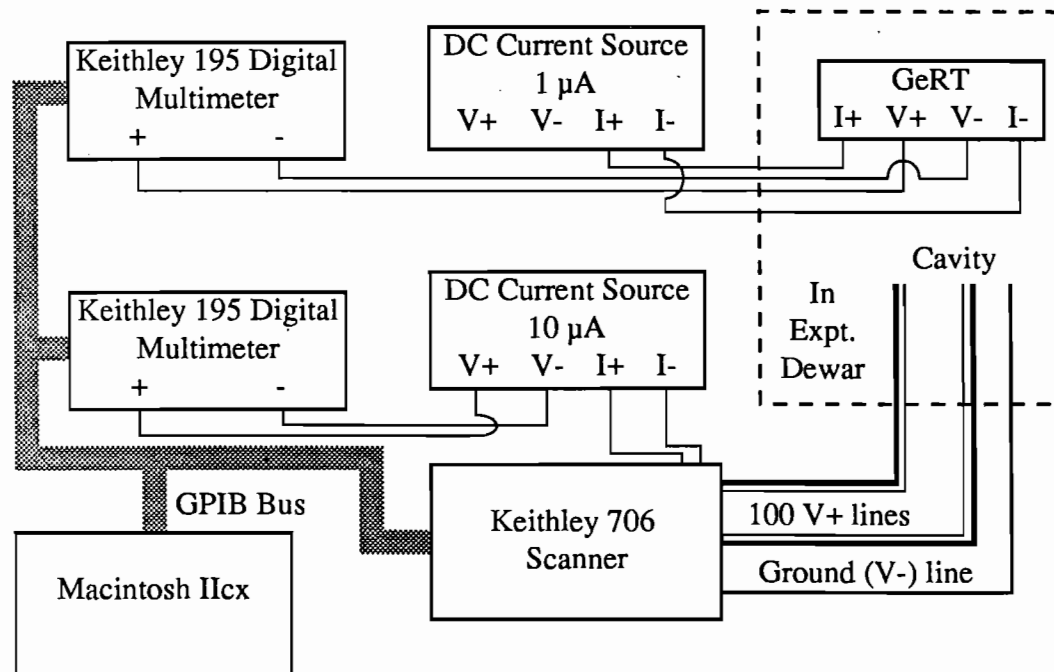 Keithley 195 Digital
Multimeter
+ -
DC Current Source
1 µA
V+ V- I+ I-
GeRT
I+ V+ V- I-
Cavity
In
Expt.
Dewar
Keithley 195 Digital
Multimeter
+ -
DC Current Source
10 µA
V+ V- I+ I-
GPIB Bus
Keithley 706
Scanner
100 V+ lines
Ground (V-) line
Macintosh IIcx